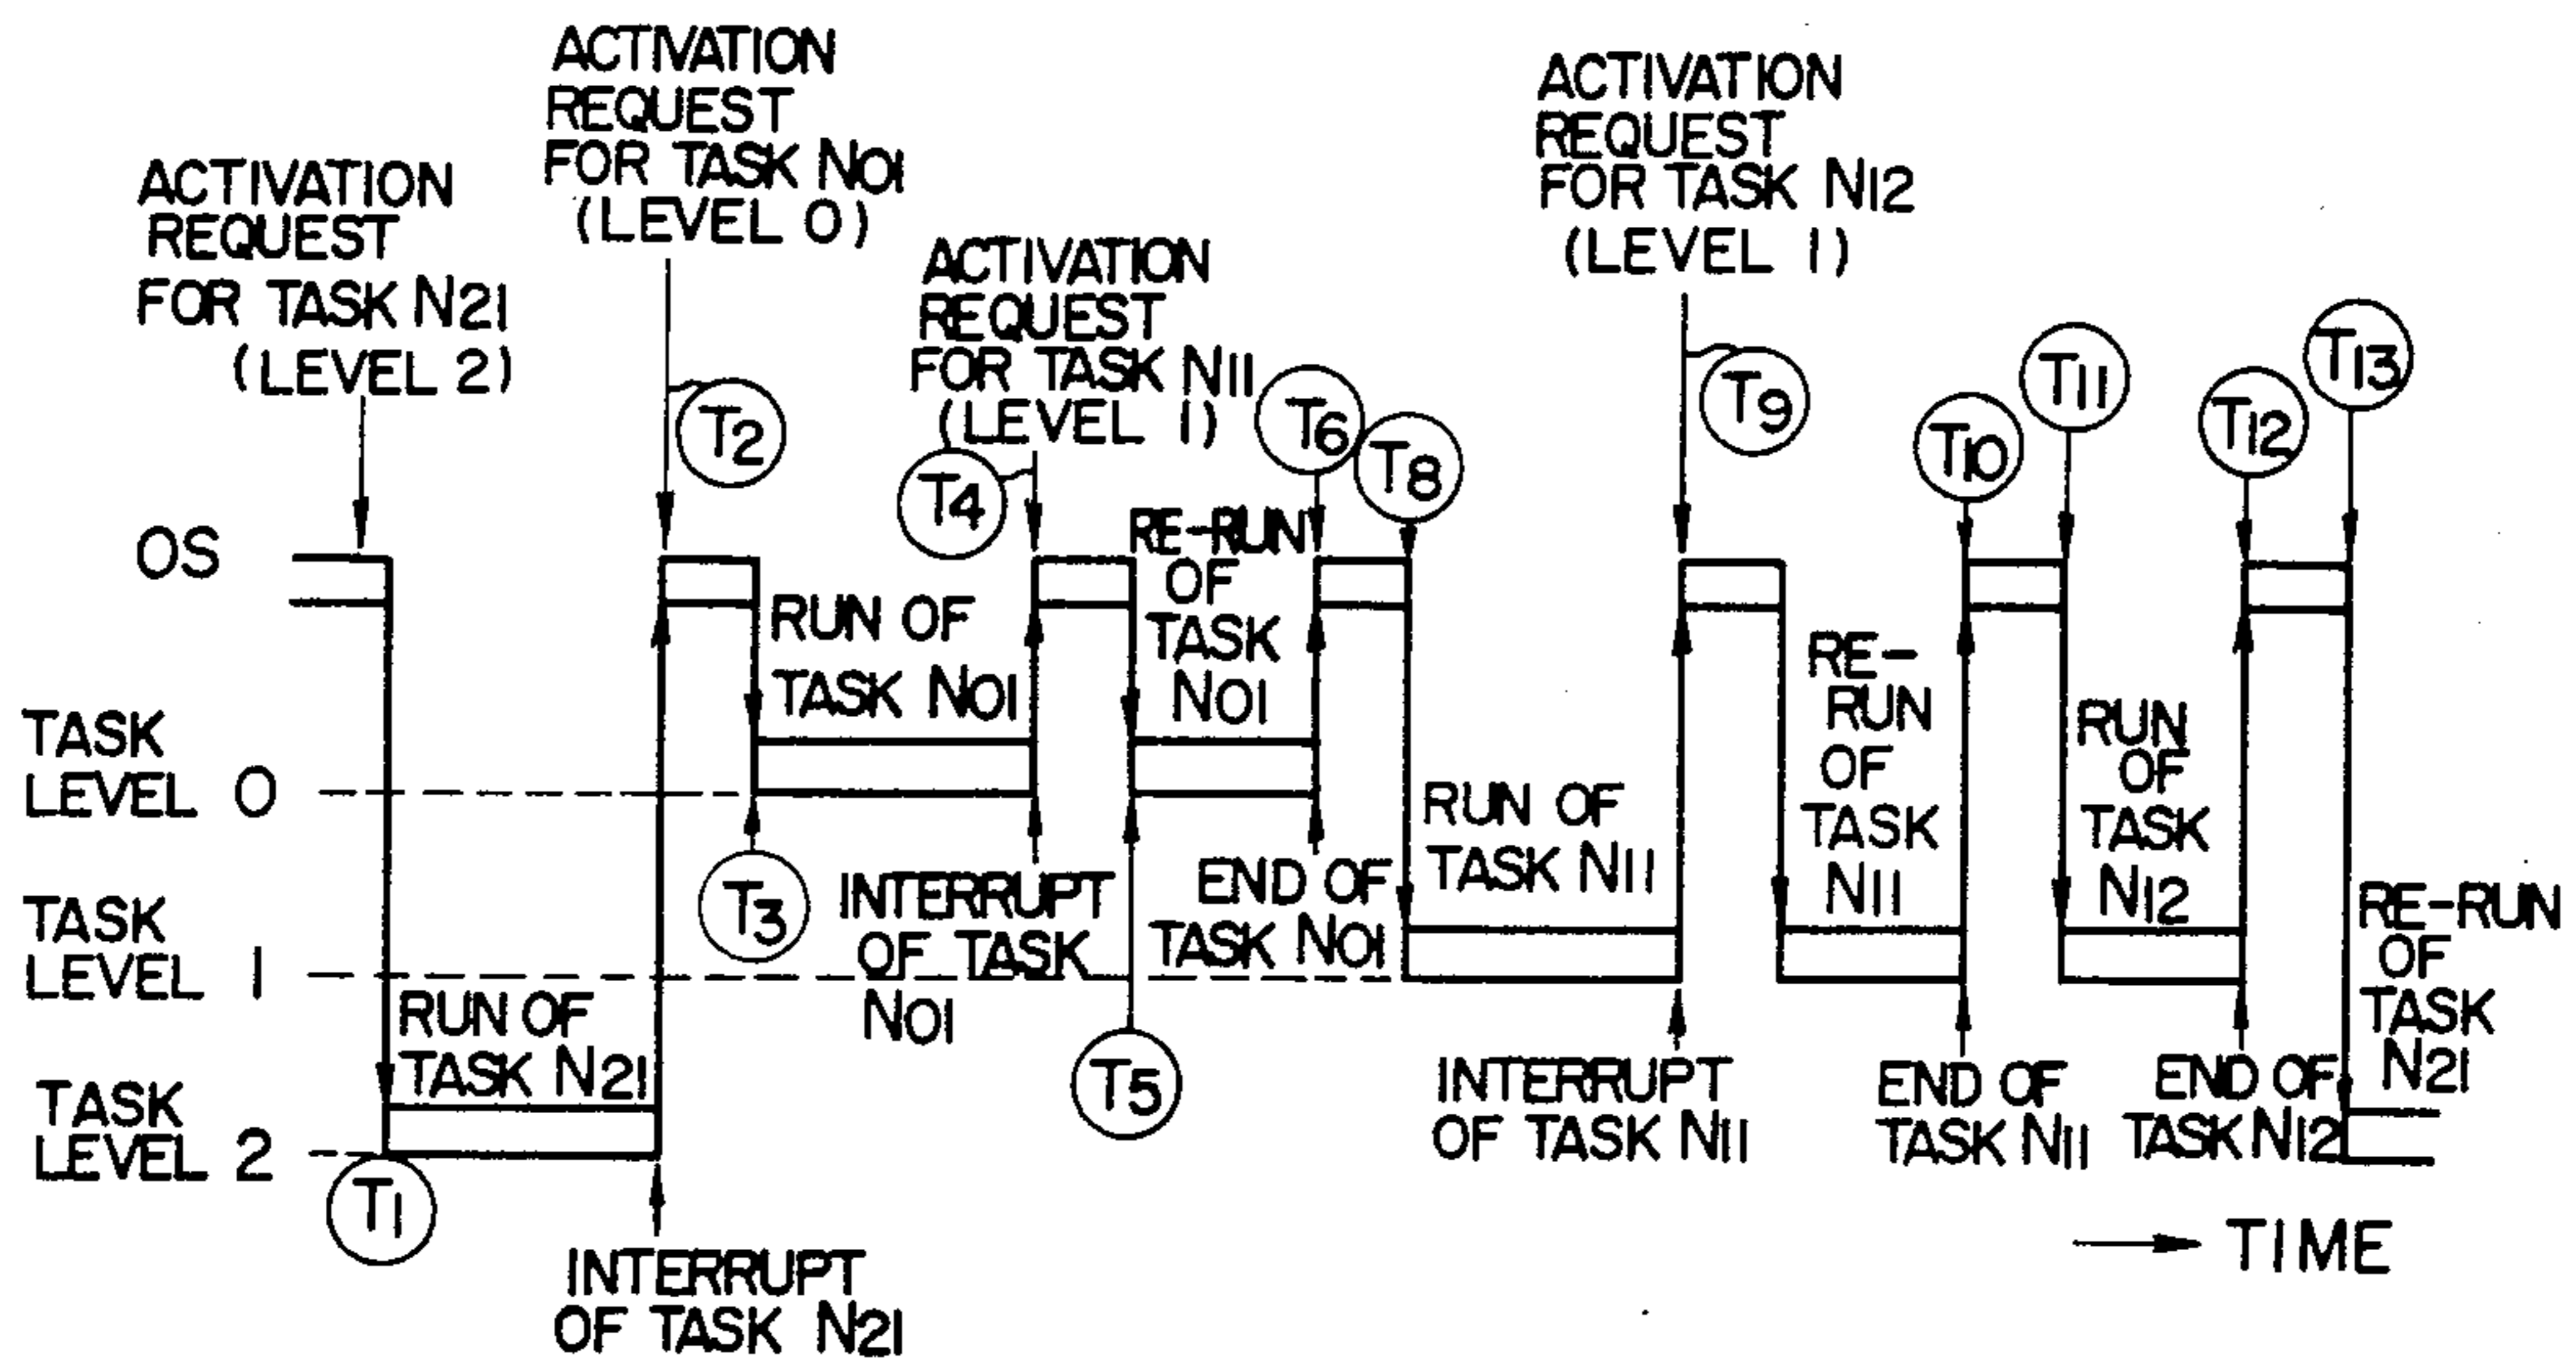 ACTIVATION
REQUEST
FOR TASK N21
(LEVEL 2)
ACTIVATION
REQUEST
FOR TASK N01
(LEVEL 0)
T2
ACTIVATION
REQUEST
FOR TASK N11
(LEVEL 1)
T4
T6
T8
ACTIVATION
REQUEST
FOR TASK N12
(LEVEL 1)
T9
T10
T11
T12
T13
OS
TASK
LEVEL 0
TASK
LEVEL 1
TASK
LEVEL 2
RUN OF
TASK N21
T1
INTERRUPT
OF TASK N21
RUN OF
TASK N01
T3
INTERRUPT
OF TASK
N01
RE-RUN
OF
TASK
N01
T5
END OF
TASK N01
RUN OF
TASK N11
INTERRUPT
OF TASK N11
RE-
RUN
OF
TASK
N11
END OF
TASK N11
RUN
OF
TASK
N12
END OF
TASK N12
RE-RUN
OF
TASK
N21
TIME